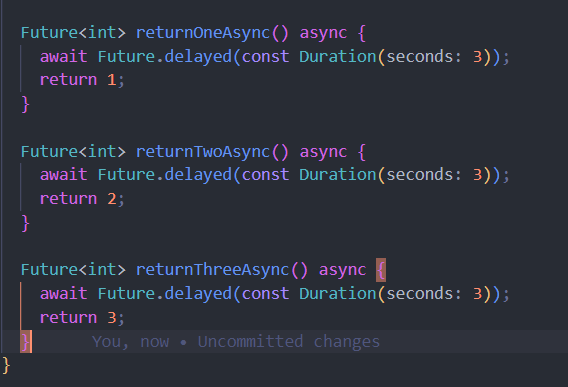 Future<int> returnOneAsync() async {
await Future.delayed(const Duration(seconds: 3));
return 1;
}
Future<int> returnTwoAsync() async {
await Future.delayed(const Duration(seconds: 3));
return 2;
}
Future<int> returnThreeAsync() async {
await Future.delayed(const Duration(seconds: 3));
return 3;
} You, now • Uncommitted changes
}